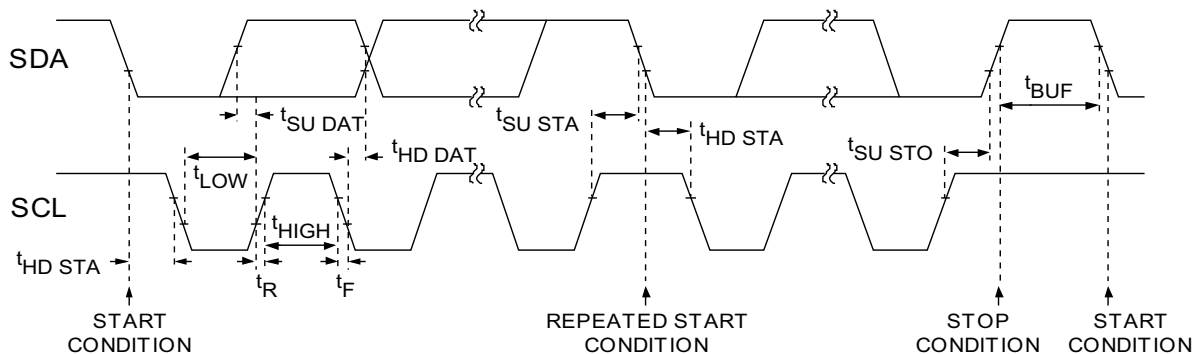 SDA
tBUF
tSU DAT
tSU STA
tHD STA
tHD DAT
tSU STO
tLOW
SCL
tHIGH
tHD STA
tR
tF
START
CONDITION
REPEATED START
CONDITION
STOP
CONDITION
START
CONDITION